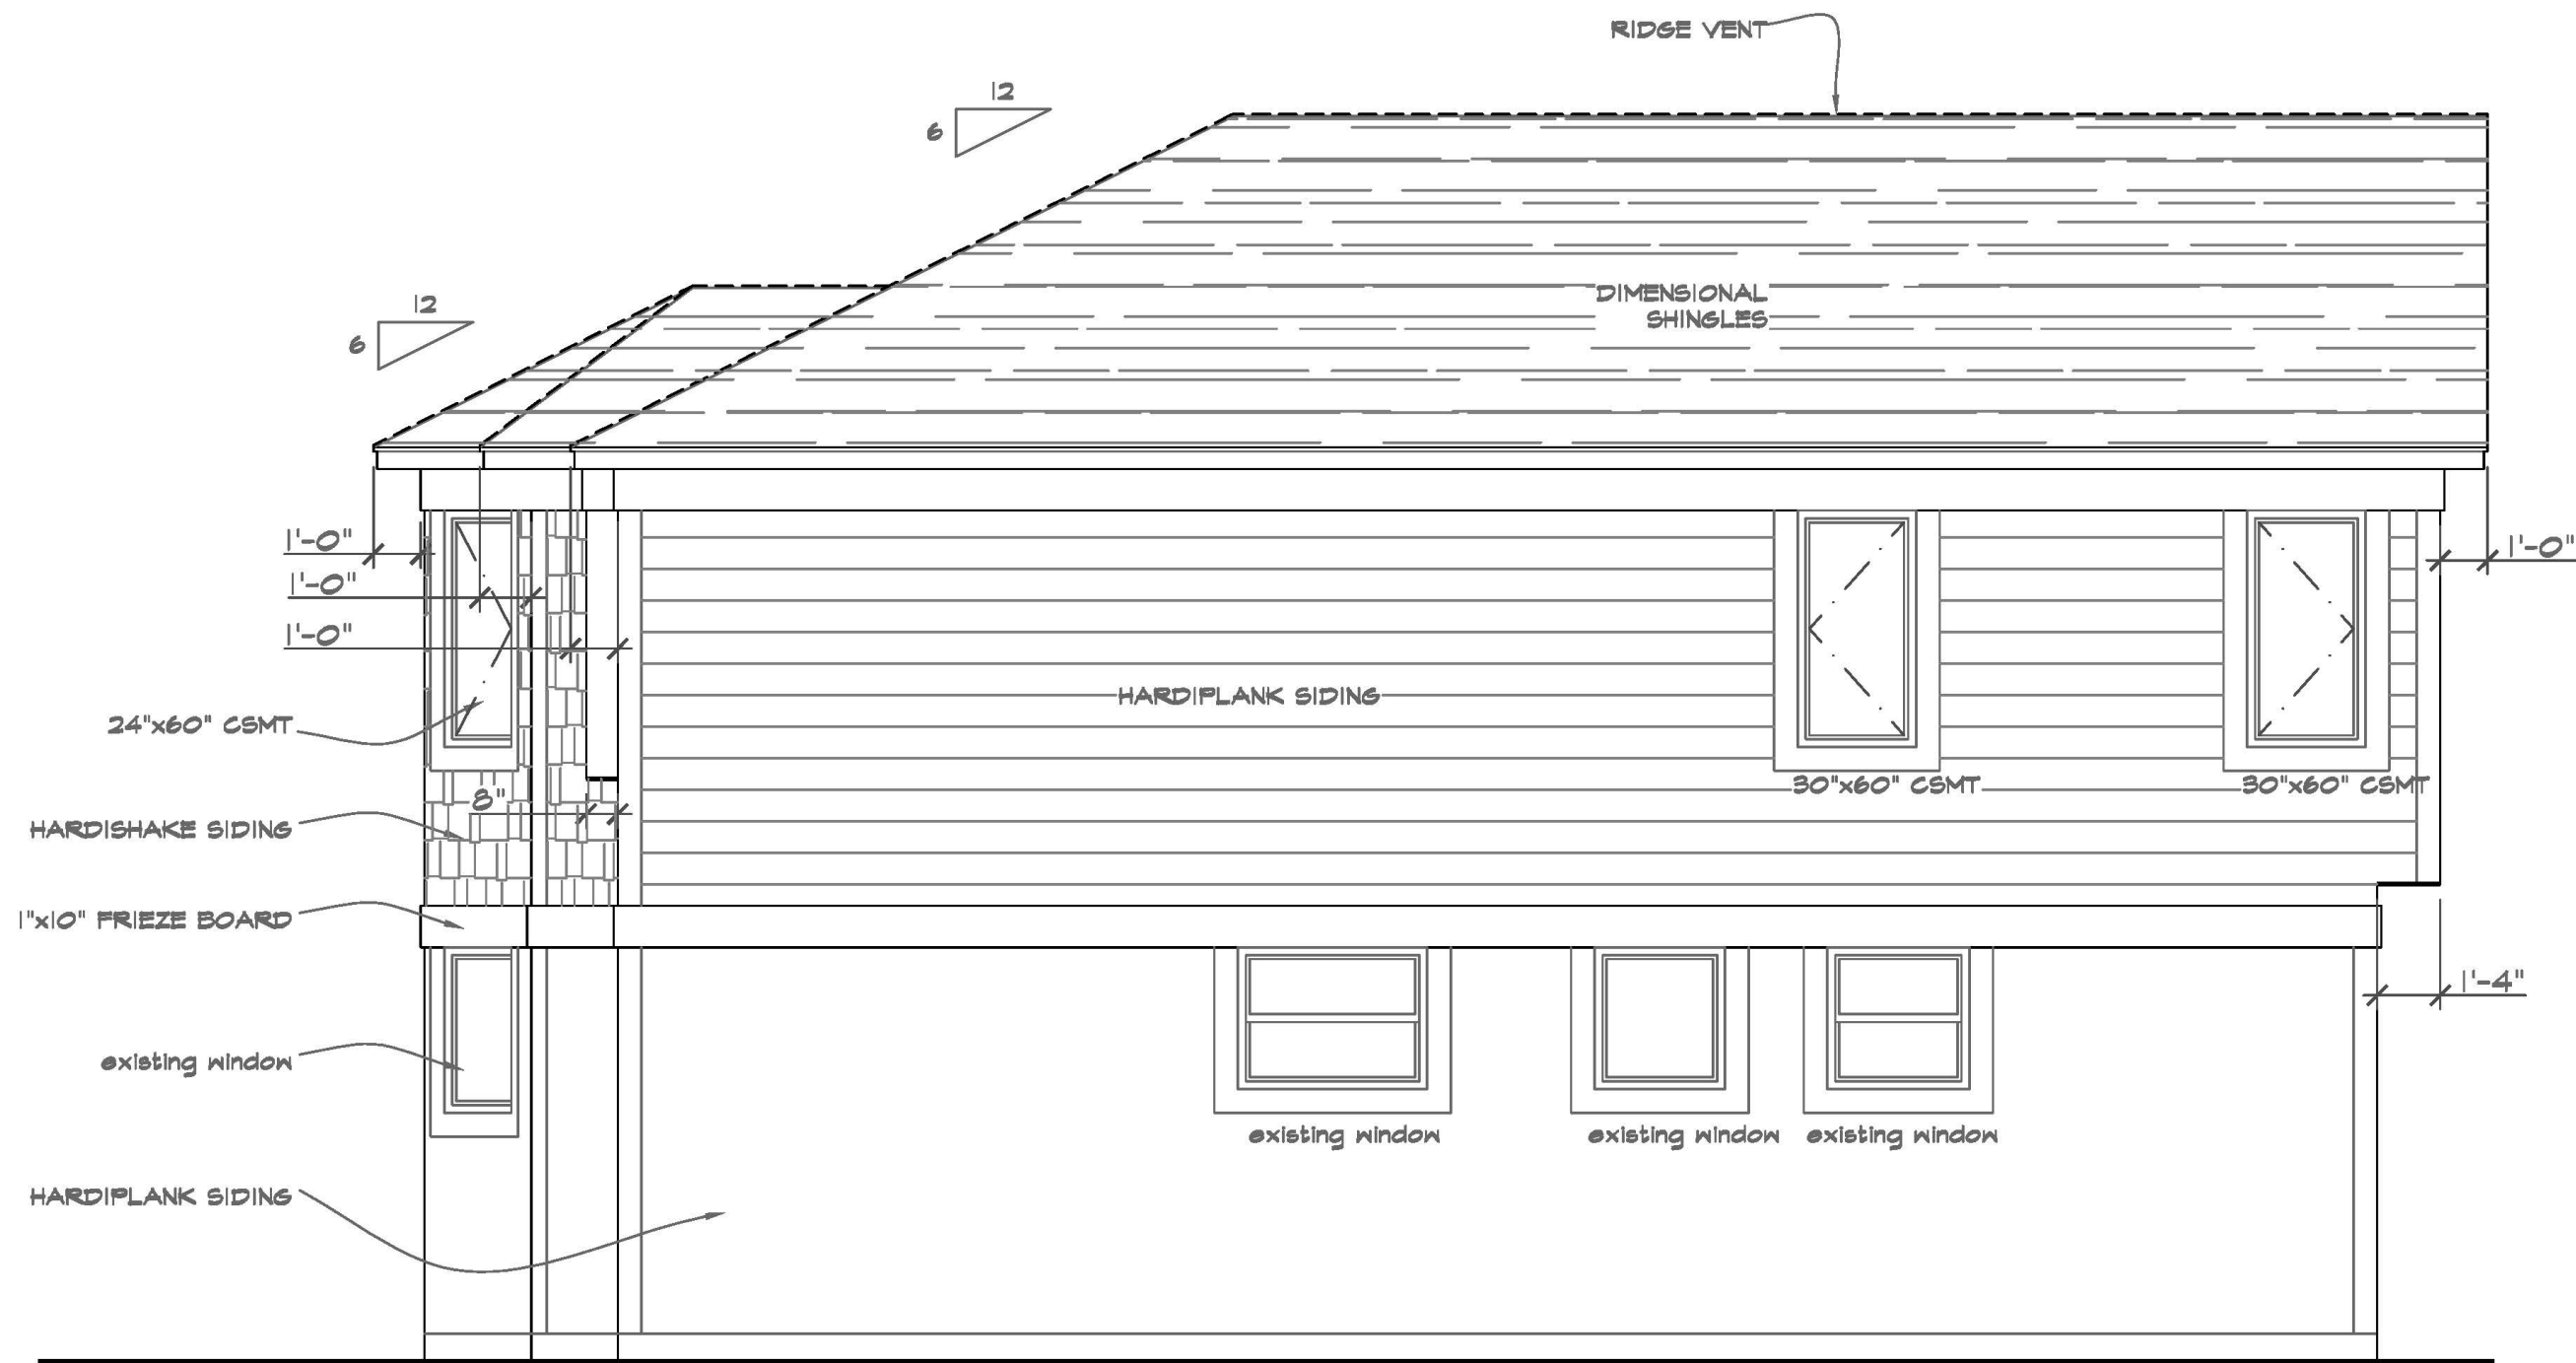 RIDGE VENT
12
6
12
6
DIMENSIONAL
SHINGLES
1'-0"
1'-0"
1'-0"
1'-0"
HARDIPLANK SIDING
24"x60" CSMT
30"x60" CSMT
30"x60" CSMT
8"
HARDISHAKE SIDING
1"x10" FRIEZE BOARD
1'-4"
existing window
existing window
existing window
existing window
HARDIPLANK SIDING